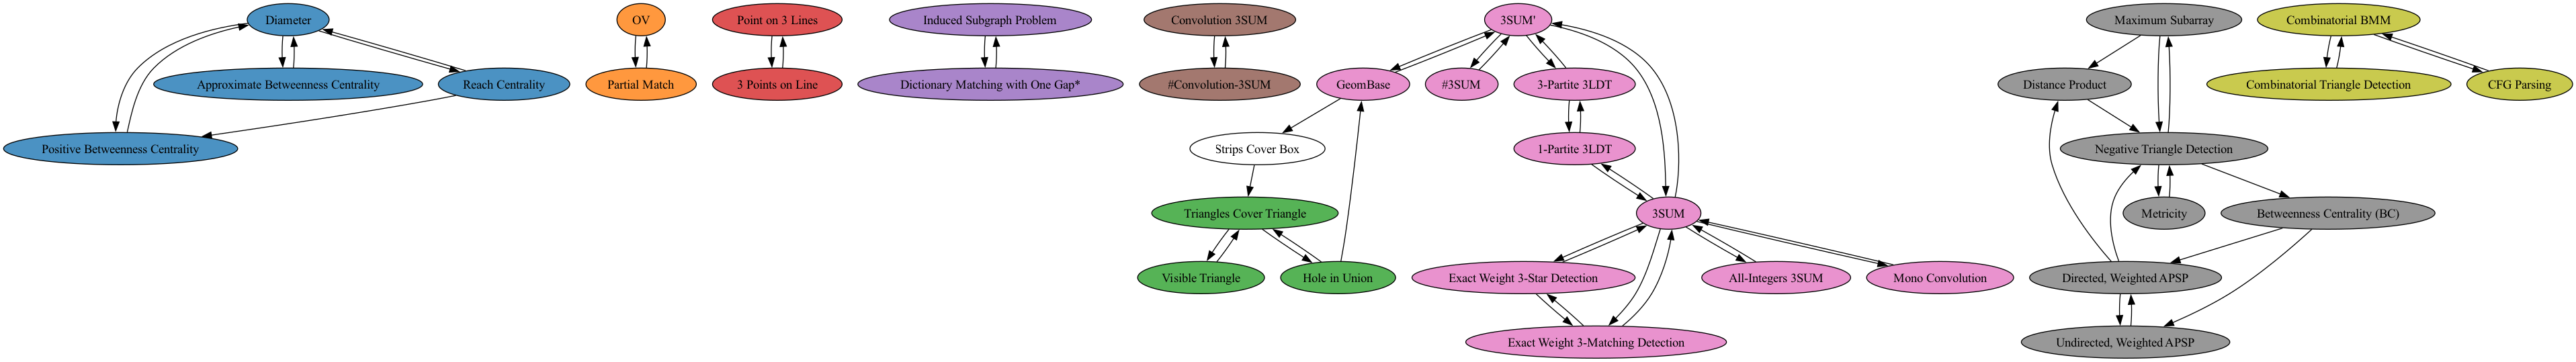 Diameter
OV
Point on 3 Lines
Induced Subgraph Problem
Convolution 3SUM
3SUM'
Maximum Subarray
Combinatorial BMM
Approximate Betweenness Centrality
Reach Centrality
Partial Match
3 Points on Line
Dictionary Matching with One Gap*
#Convolution-3SUM
GeomBase
#3SUM
3-Partite 3LDT
Distance Product
Combinatorial Triangle Detection
CFG Parsing
Positive Betweenness Centrality
Strips Cover Box
1-Partite 3LDT
Negative Triangle Detection
Triangles Cover Triangle
3SUM
Metricity
Betweenness Centrality (BC)
Visible Triangle
Hole in Union
Exact Weight 3-Star Detection
All-Integers 3SUM
Mono Convolution
Directed, Weighted APSP
Exact Weight 3-Matching Detection
Undirected, Weighted APSP